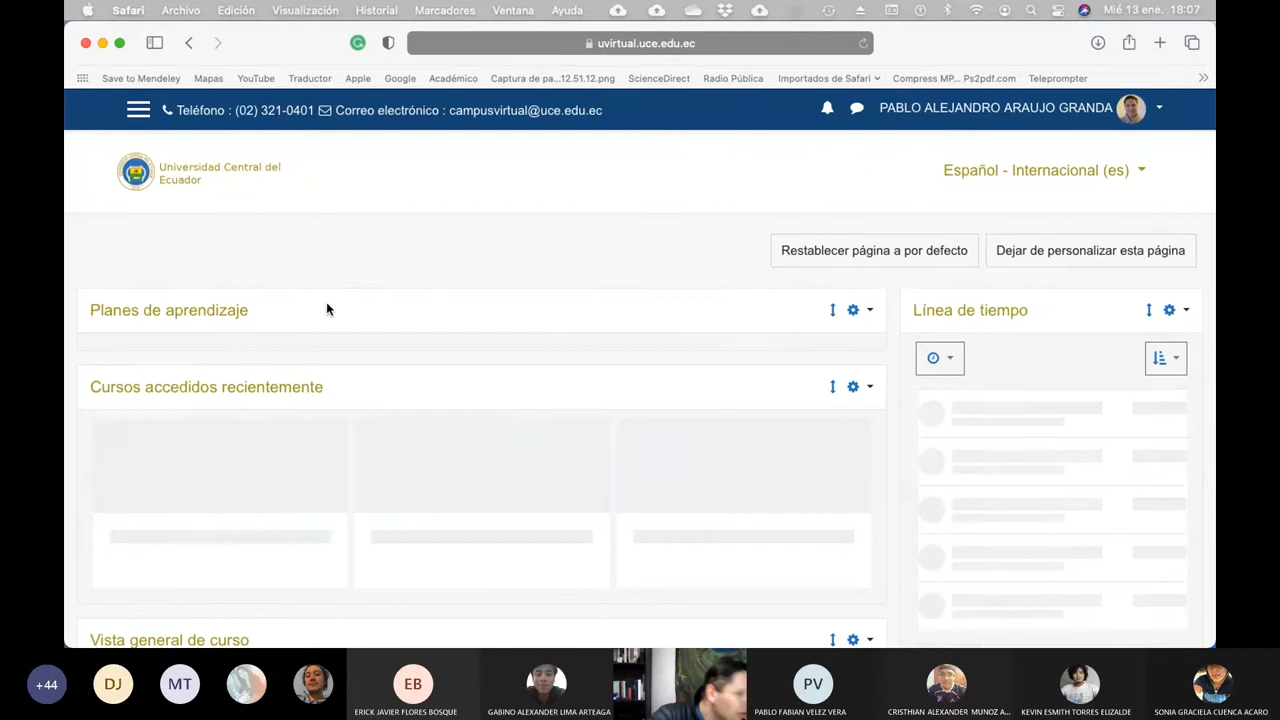 Safari Archivo Edición Visualización Historial Marcadores Ventana Ayuda Mié 13 ene. 18:07
uvirtual.uce.edu.ec
Save to Mendeley Mapas YouTube Traductor Apple Google Académico Captura de pa...12.51.12.png ScienceDirect Radio Pública Importados de Safari Compress MP... Ps2pdf.com Teleprompter
Teléfono : (02) 321-0401 Correo electrónico : campusvirtual@uce.edu.ec PABLO ALEJANDRO ARAUJO GRANDA
Universidad Central del
Ecuador
Español - Internacional (es)
Restablecer página a por defecto Dejar de personalizar esta página
Planes de aprendizaje Línea de tiempo
Cursos accedidos recientemente
Vista general de curso
+44 DJ MT EB PV
ERICK JAVIER FLORES BOSQUE GABINO ALEXANDER LIMA ARTEAGA PABLO FABIAN VELEZ VERA CRISTHIAN ALEXANDER MUNOZ A... KEVIN ESMITH TORRES ELIZALDE SONIA GRACIELA CUENCA ACARO